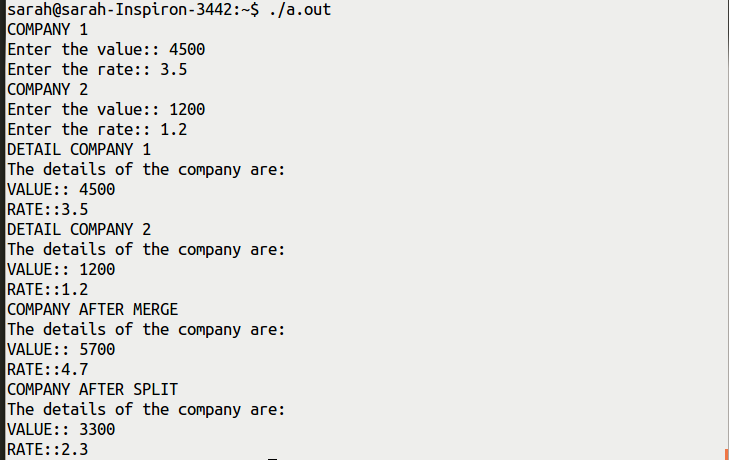 sarah@sarah-Inspiron-3442:~$ ./a.out
COMPANY 1
Enter the value:: 4500
Enter the rate:: 3.5
COMPANY 2
Enter the value:: 1200
Enter the rate:: 1.2
DETAIL COMPANY 1
The details of the company are:
VALUE:: 4500
RATE::3.5
DETAIL COMPANY 2
The details of the company are:
VALUE:: 1200
RATE::1.2
COMPANY AFTER MERGE
The details of the company are:
VALUE:: 5700
RATE::4.7
COMPANY AFTER SPLIT
The details of the company are:
VALUE:: 3300
RATE::2.3